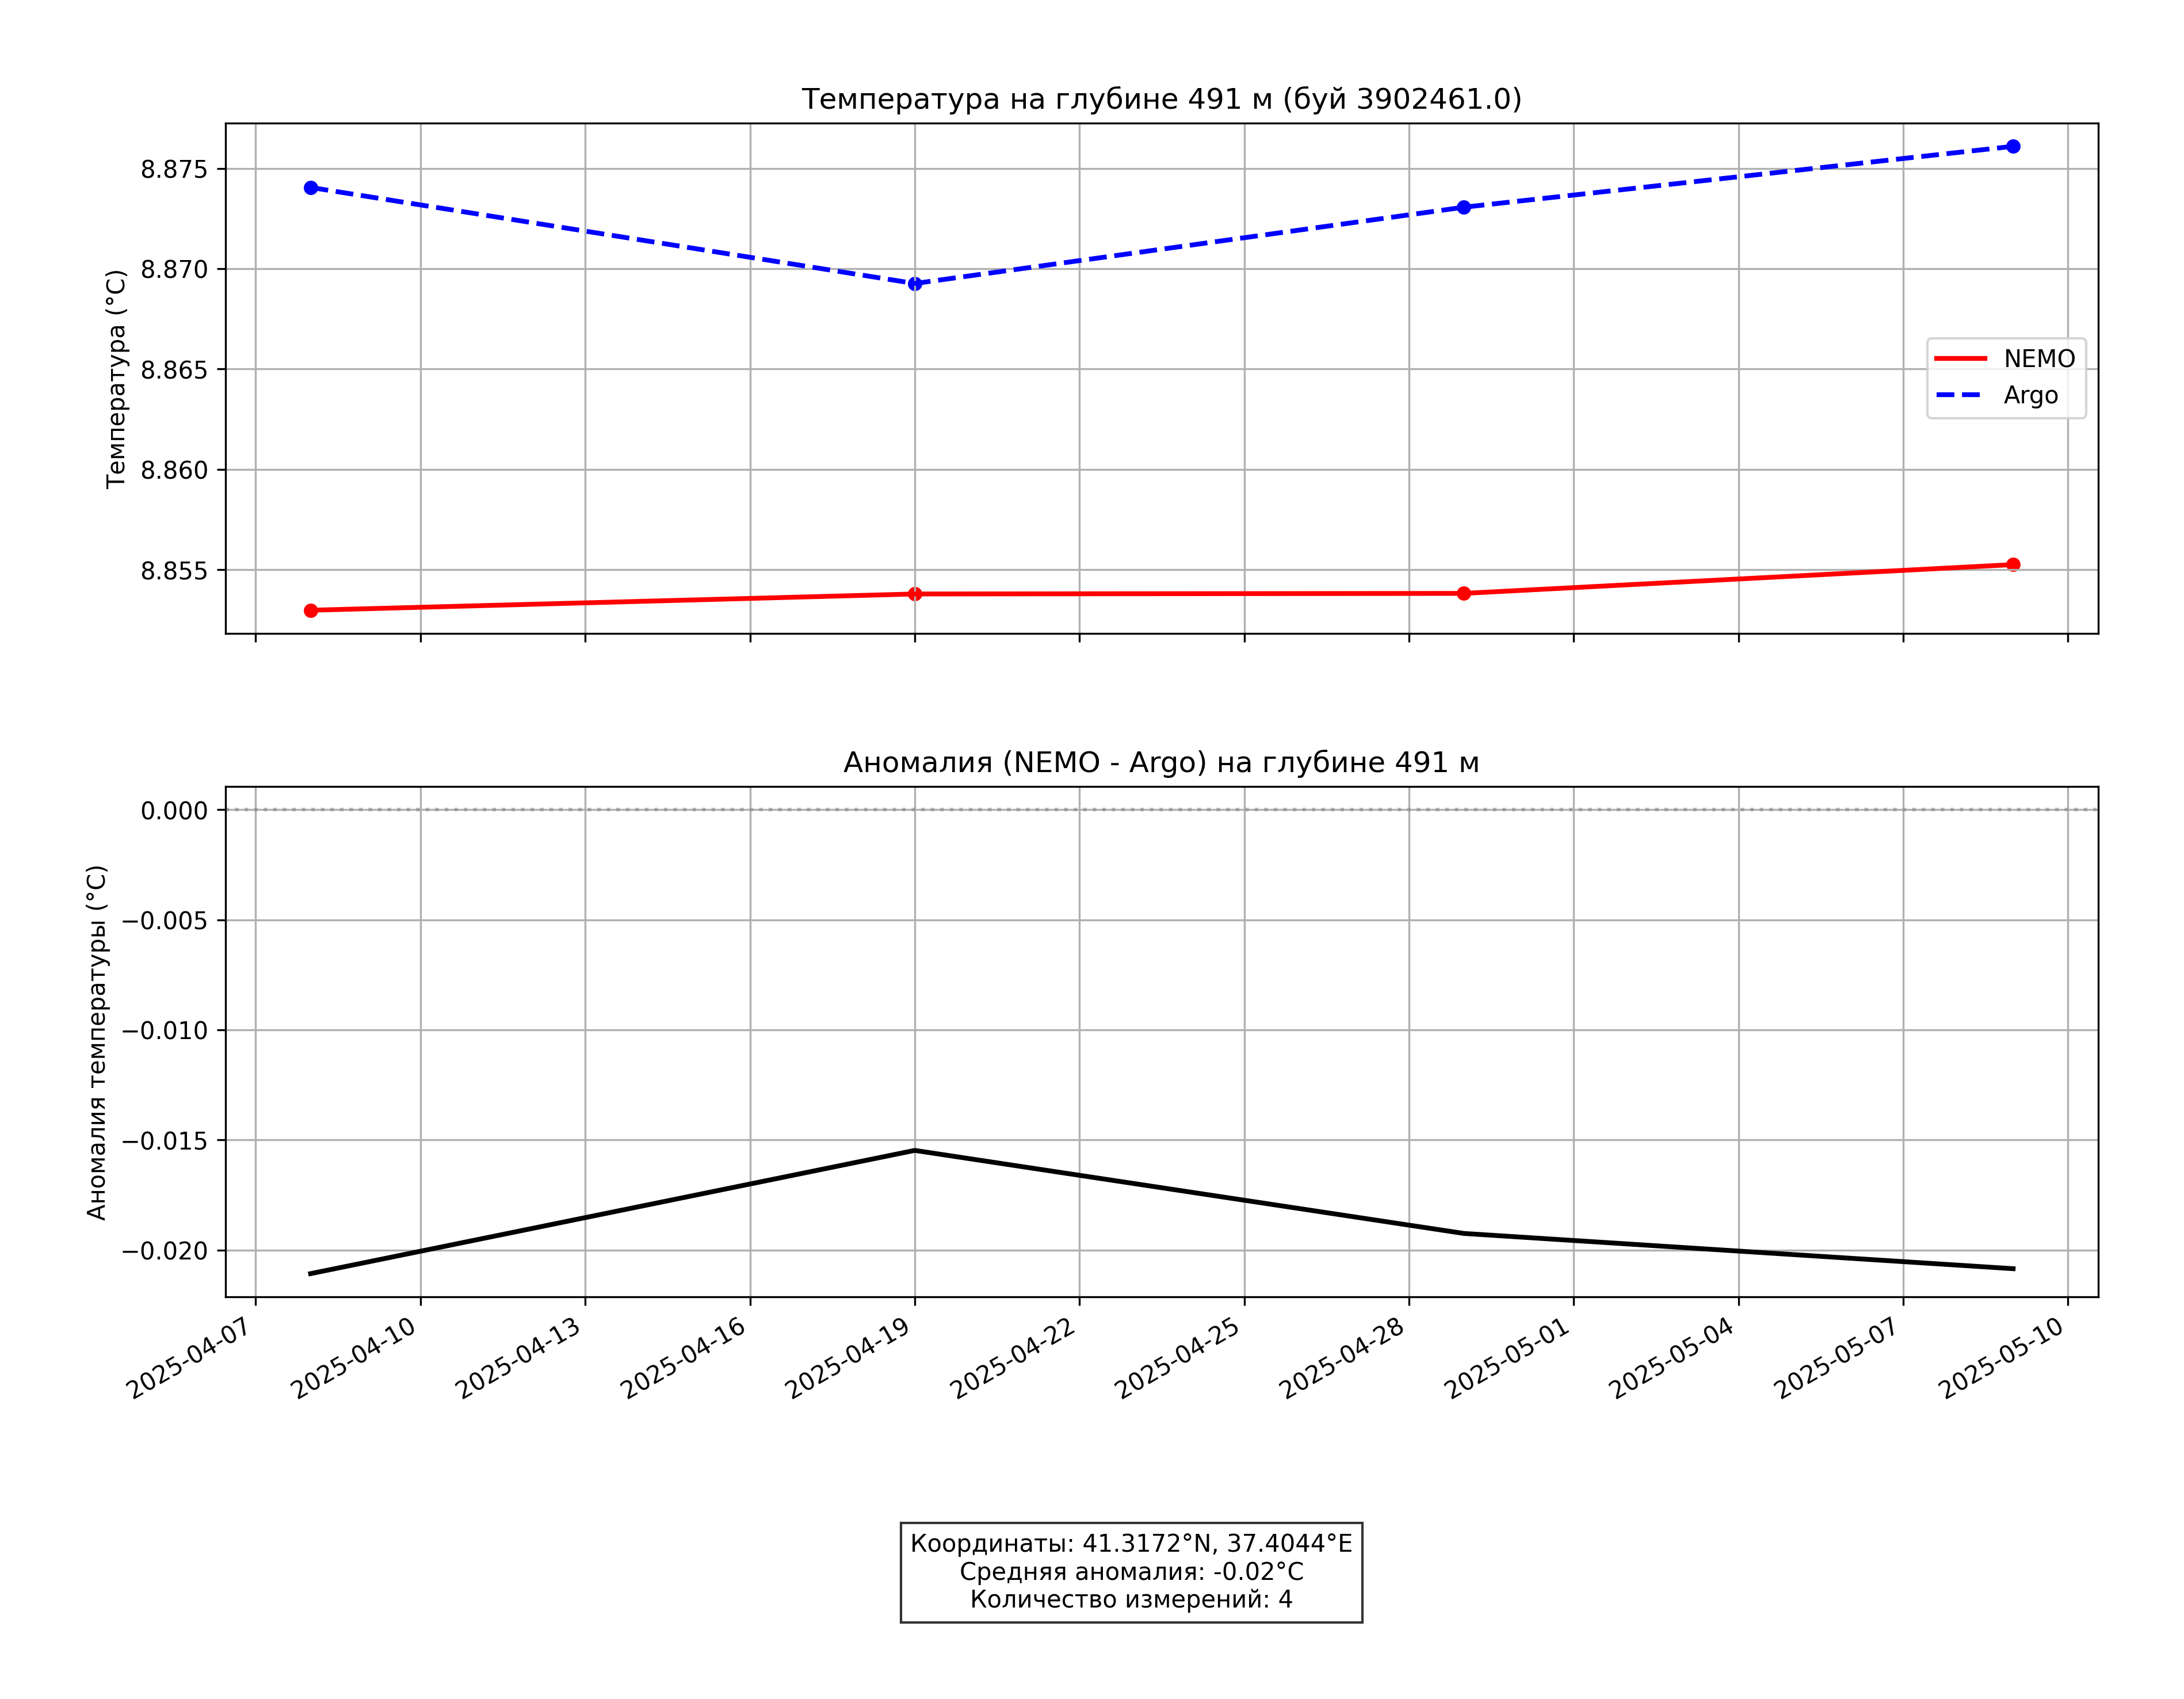 Температура на глубине 491 м (буй 3902461.0)
Температура (°C)
8.875
8.870
8.865
8.860
8.855
NEMO
Argo
Аномалия (NEMO - Argo) на глубине 491 м
Аномалия температуры (°C)
0.000
−0.005
−0.010
−0.015
−0.020
2025-04-07
2025-04-10
2025-04-13
2025-04-16
2025-04-19
2025-04-22
2025-04-25
2025-04-28
2025-05-01
2025-05-04
2025-05-07
2025-05-10
Координаты: 41.3172°N, 37.4044°E
Средняя аномалия: -0.02°C
Количество измерений: 4